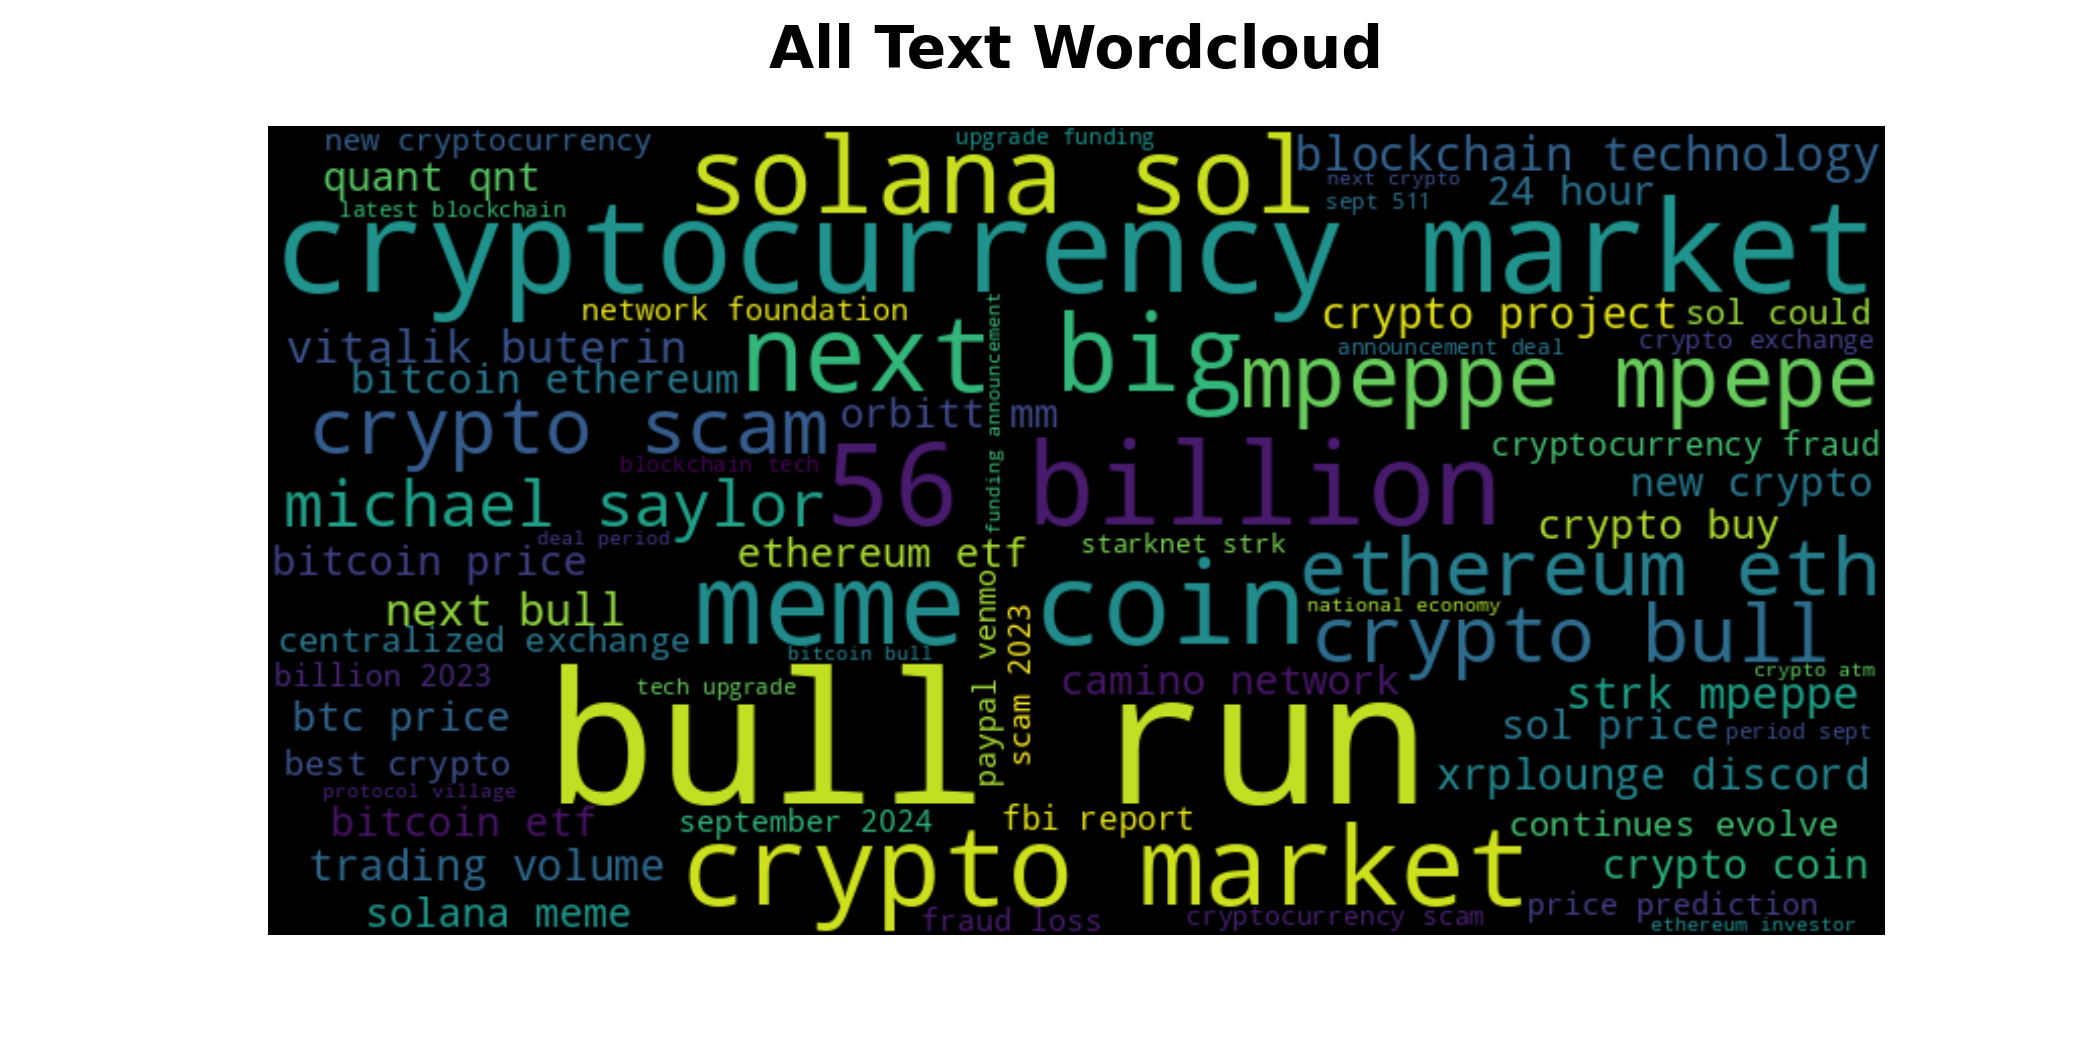 All Text Wordcloud
new cryptocurrency
upgrade funding
solana sol
blockchain technology
quant qnt
next crypto
24 hour
latest blockchain
sept 511
cryptocurrency market
network foundation
crypto project
sol could
vitalik buterin
next big
announcement deal
crypto exchange
bitcoin ethereum
mpeppe mpepe
crypto scam
orbitt mm
funding announcement
cryptocurrency fraud
blockchain tech
56 billion
new crypto
michael saylor
crypto buy
deal period
bitcoin price
ethereum etf
starknet strk
ethereum eth
next bull
meme coin
national economy
centralized exchange
crypto bull
bitcoin bull
paypal venmo
scam 2023
billion 2023
tech upgrade
camino network
crypto atm
strk mpeppe
btc price
bull run
sol price
period sept
best crypto
xrplounge discord
protocol village
bitcoin etf
september 2024
fbi report
continues evolve
trading volume
crypto market
crypto coin
solana meme
fraud loss
cryptocurrency scam
price prediction
ethereum investor